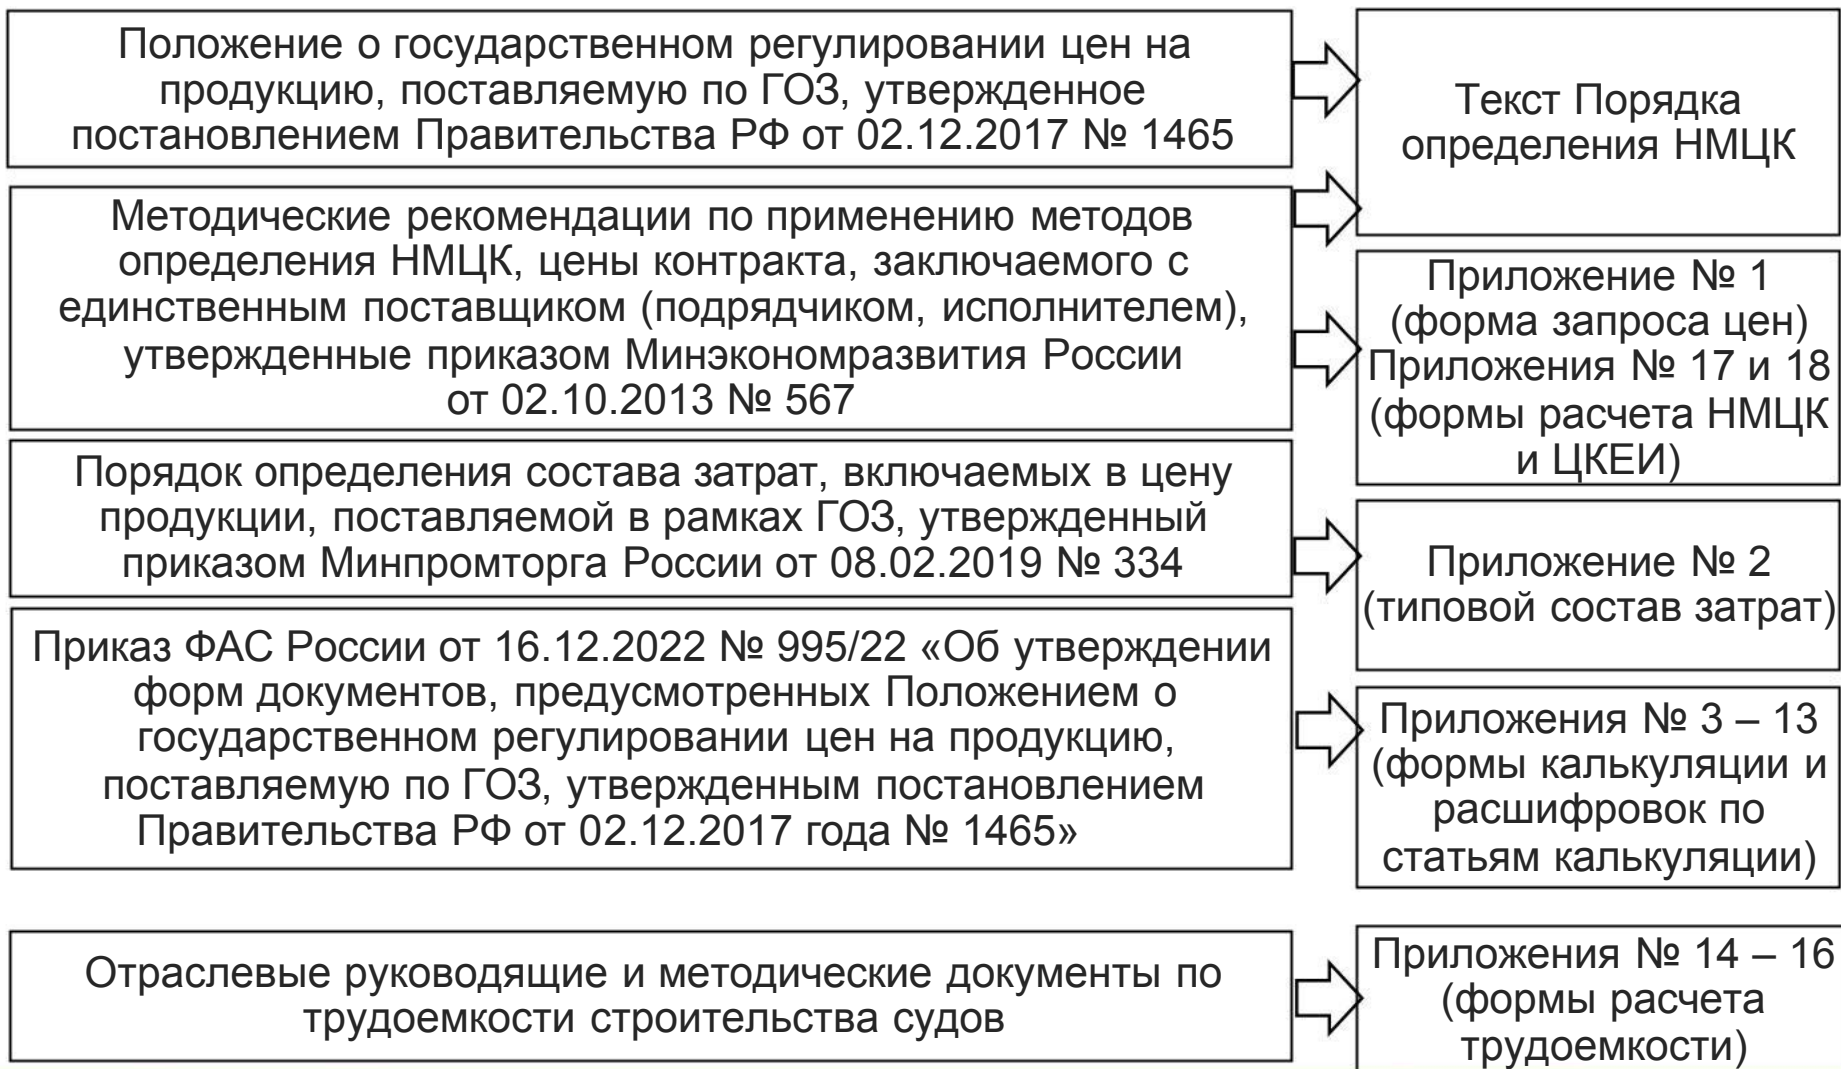 Положение о государственном регулировании цен на
продукцию, поставляемую по ГОЗ, утвержденное
постановлением Правительства РФ от 02.12.2017 № 1465
Текст Порядка
определения НМЦК
Методические рекомендации по применению методов
определения НМЦК, цены контракта, заключаемого с
единственным поставщиком (подрядчиком, исполнителем),
утвержденные приказом Минэкономразвития России
от 02.10.2013 № 567
Приложение № 1
(форма запроса цен)
Приложения № 17 и 18
(формы расчета НМЦК
и ЦКЕИ)
Порядок определения состава затрат, включаемых в цену
продукции, поставляемой в рамках ГОЗ, утвержденный
приказом Минпромторга России от 08.02.2019 № 334
Приложение № 2
(типовой состав затрат)
Приказ ФАС России от 16.12.2022 № 995/22 «Об утверждении
форм документов, предусмотренных Положением о
государственном регулировании цен на продукцию,
поставляемую по ГОЗ, утвержденным постановлением
Правительства РФ от 02.12.2017 года № 1465»
Приложения № 3 – 13
(формы калькуляции и
расшифровок по
статьям калькуляции)
Отраслевые руководящие и методические документы по
трудоемкости строительства судов
Приложения № 14 – 16
(формы расчета
трудоемкости)